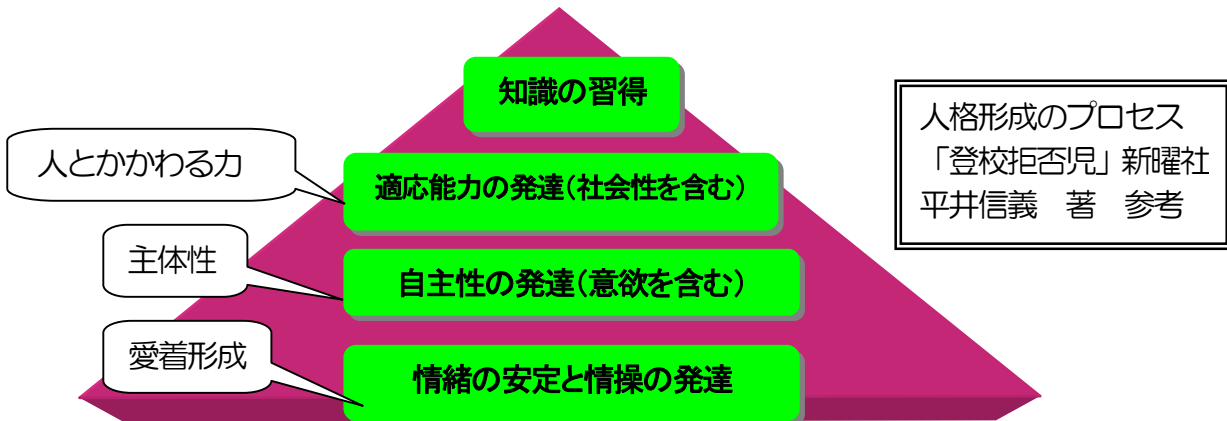 知識の習得
人とかかわる力
適応能力の発達(社会性を含む)
主体性
自主性の発達(意欲を含む)
愛着形成
情緒の安定と情操の発達
人格形成のプロセス
「登校拒否児」新曜社
平井信義　著　参考